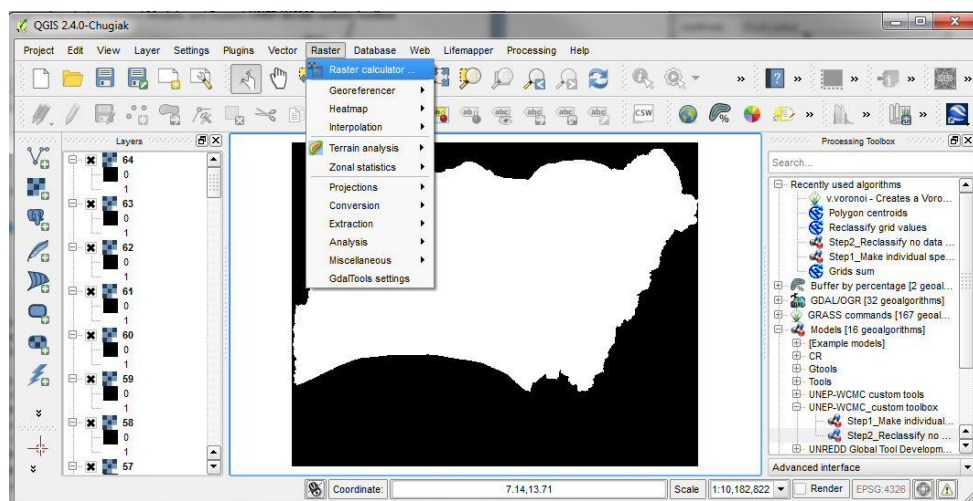 QGIS 2.4.0-Chugiak
Project Edit View Layer Settings Plugins Vector Raster Database Web Lifemapper Processing Help
Raster calculator ...
Georeferencer
Heatmap
Interpolation
Terrain analysis
Zonal statistics
Projections
Conversion
Extraction
Analysis
Miscellaneous
GdalTools settings
CSW
Layers
64
0
1
63
0
1
62
0
1
61
0
1
60
0
1
59
0
1
58
0
1
57
Processing Toolbox
Search...
Recently used algorithms
v.voronoi - Creates a Voro...
Polygon centroids
Reclassify grid values
Step2_Reclassify no data ...
Step1_Make individual spe...
Grids sum
Buffer by percentage [2 geoal...
GDAL/OGR [32 geoalgorithms]
GRASS commands [167 geoal...
Models [16 geoalgorithms]
[Example models]
CR
Gtools
Tools
UNEP-WCMC custom tools
UNEP-WCMC_custom toolbox
Step1_Make individual...
Step2_Reclassify no ...
UNREDD Global Tool Developm...
Advanced interface
Coordinate: 7.14,13.71 Scale 1:10,182,822 Render EPSG:4326